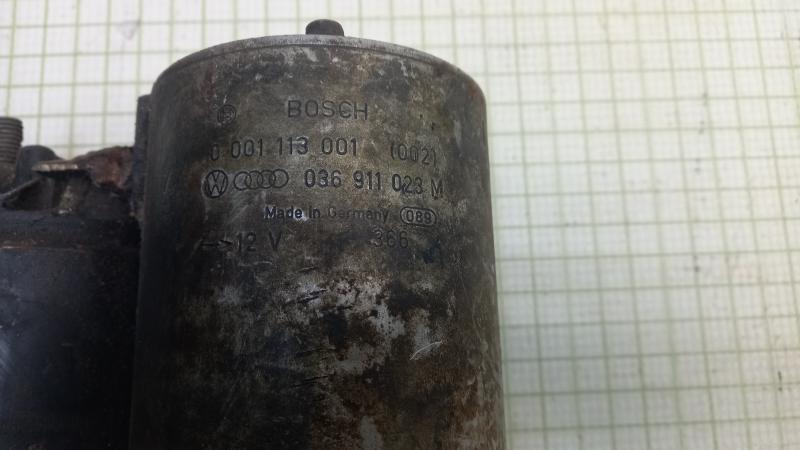 BOSCH
0 001 113 001 (002)
036 911 023 M
Made in Germany 089
->12 V 366